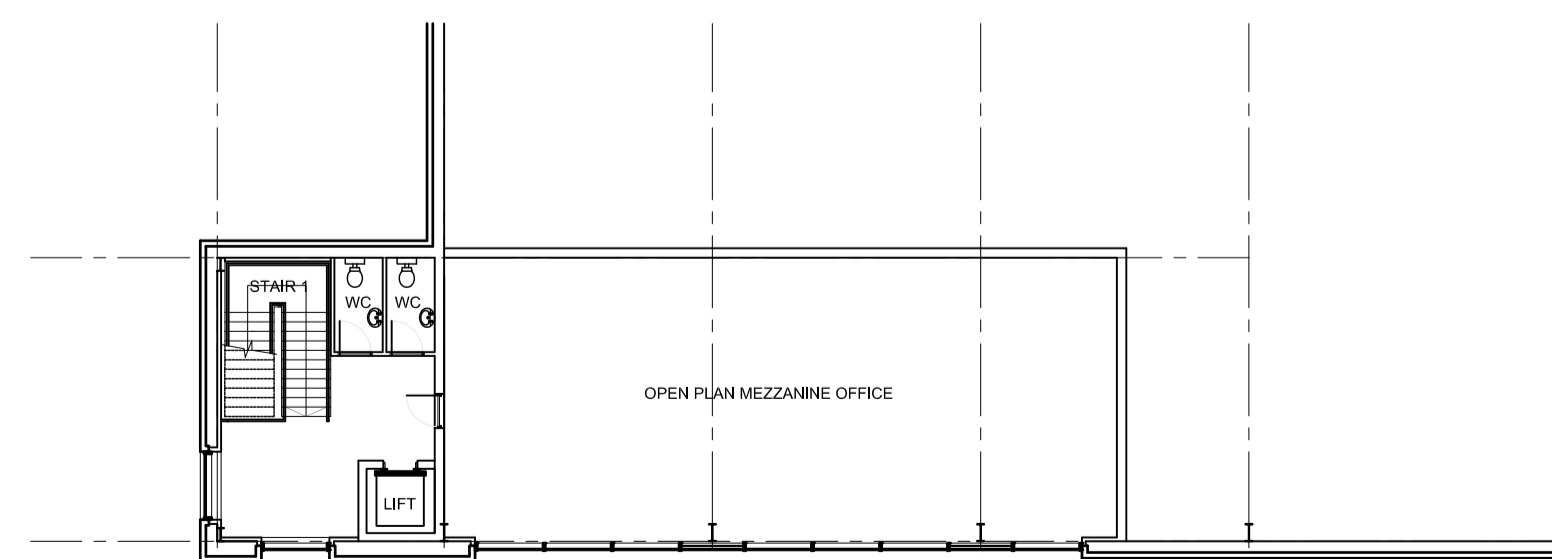 STAIR 1
WC
WC
OPEN PLAN MEZZANINE OFFICE
LIFT